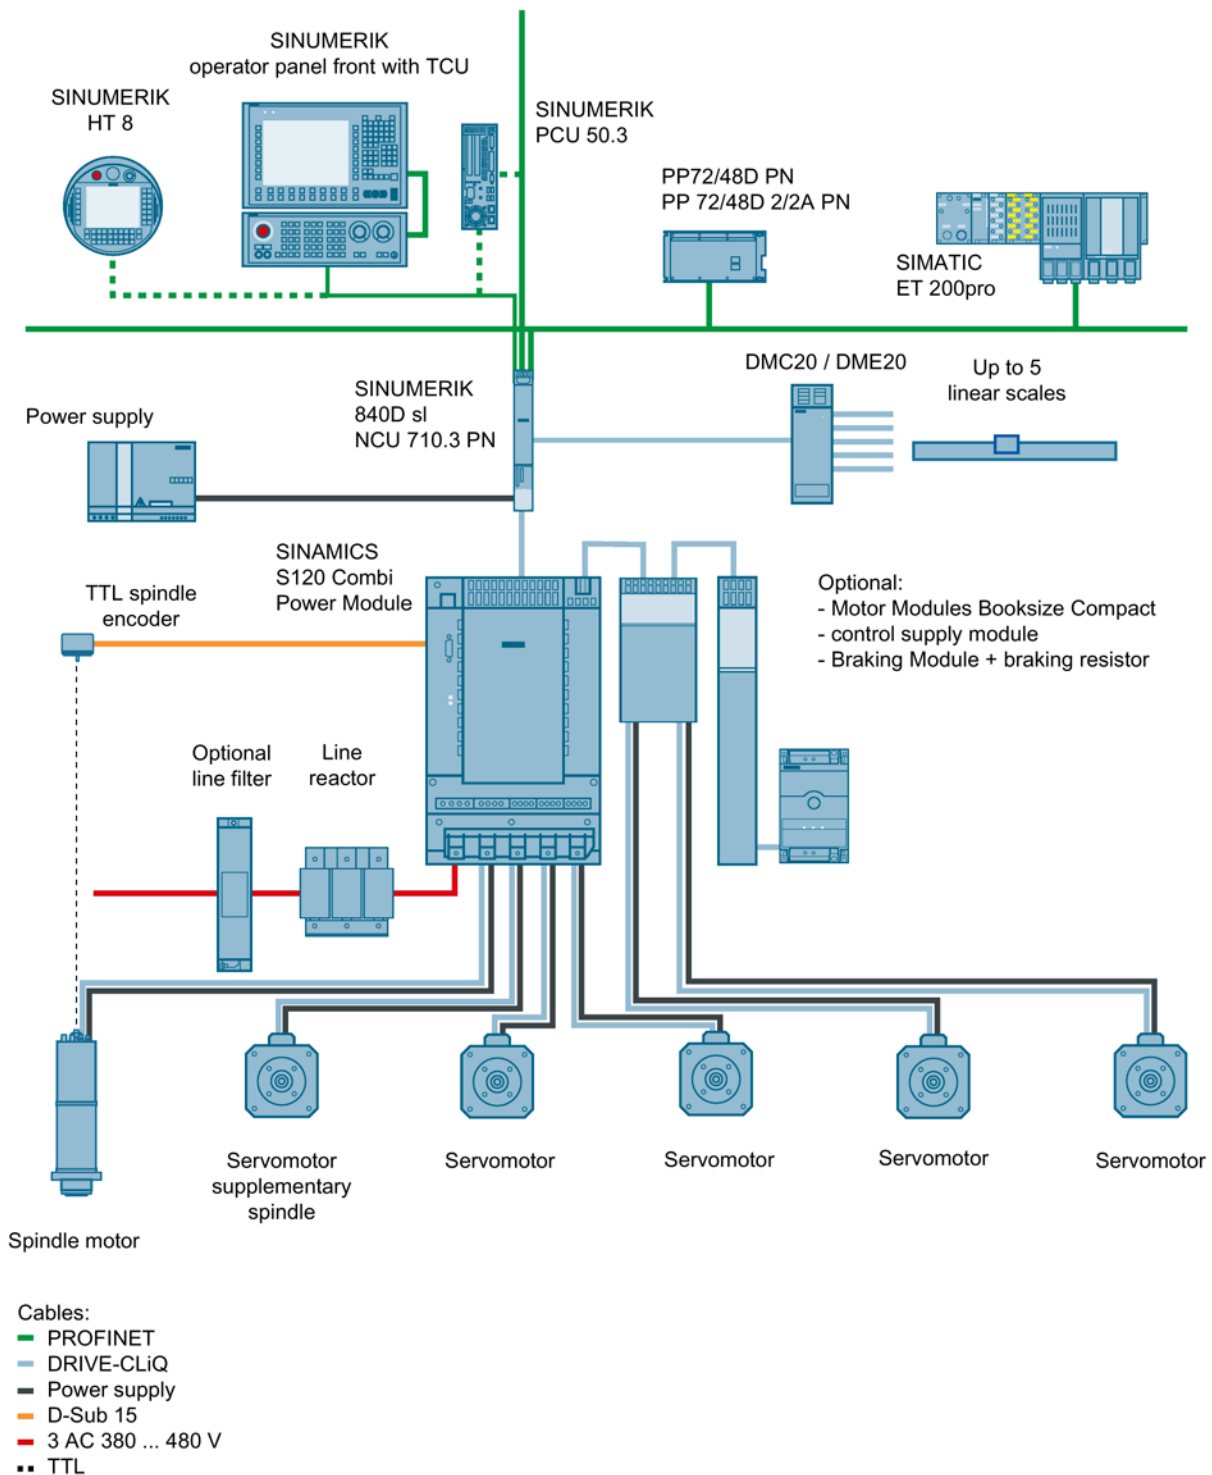 SINUMERIK
operator panel front with TCU
SINUMERIK
HT 8
SINUMERIK
PCU 50.3
PP72/48D PN
PP 72/48D 2/2A PN
SIMATIC
ET 200pro
DMC20 / DME20
Up to 5
linear scales
SINUMERIK
840D sl
NCU 710.3 PN
Power supply
SINAMICS
S120 Combi
Power Module
TTL spindle
encoder
Optional:
- Motor Modules Booksize Compact
- control supply module
- Braking Module + braking resistor
Optional
line filter
Line
reactor
Servomotor
supplementary
spindle
Servomotor
Servomotor
Servomotor
Servomotor
Spindle motor
Cables:
PROFINET
DRIVE-CLiQ
Power supply
D-Sub 15
3 AC 380 ... 480 V
TTL